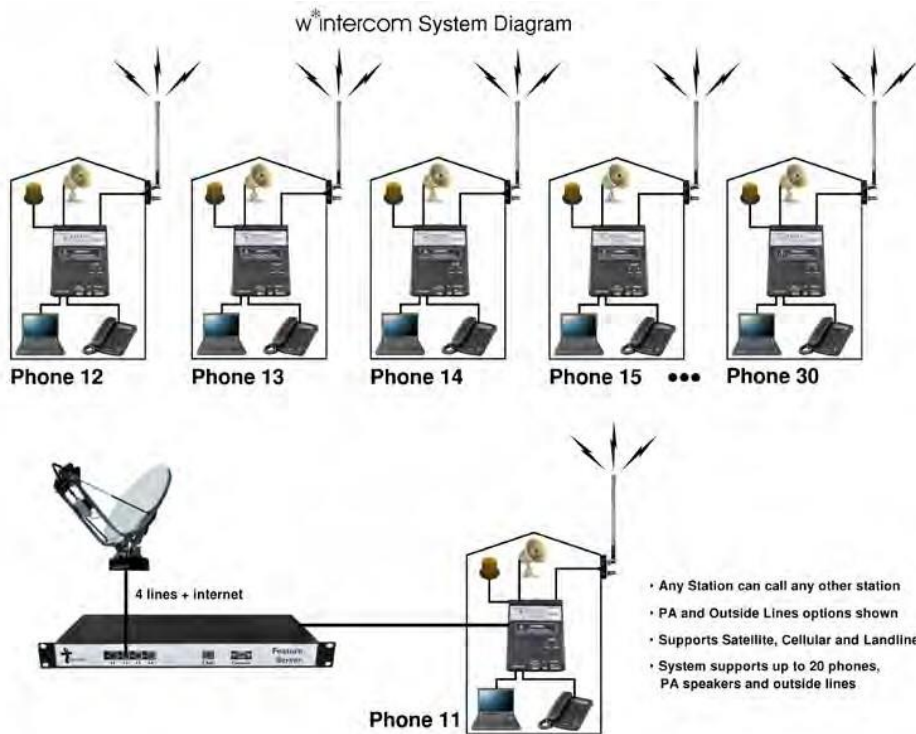 w*intercom System Diagram
Phone 12
Phone 13
Phone 14
Phone 15 •••
Phone 30
4 lines + internet
Feature
Server
Phone 11
· Any Station can call any other station
· PA and Outside Lines options shown
· Supports Satellite, Cellular and Landline
· System supports up to 20 phones,
PA speakers and outside lines